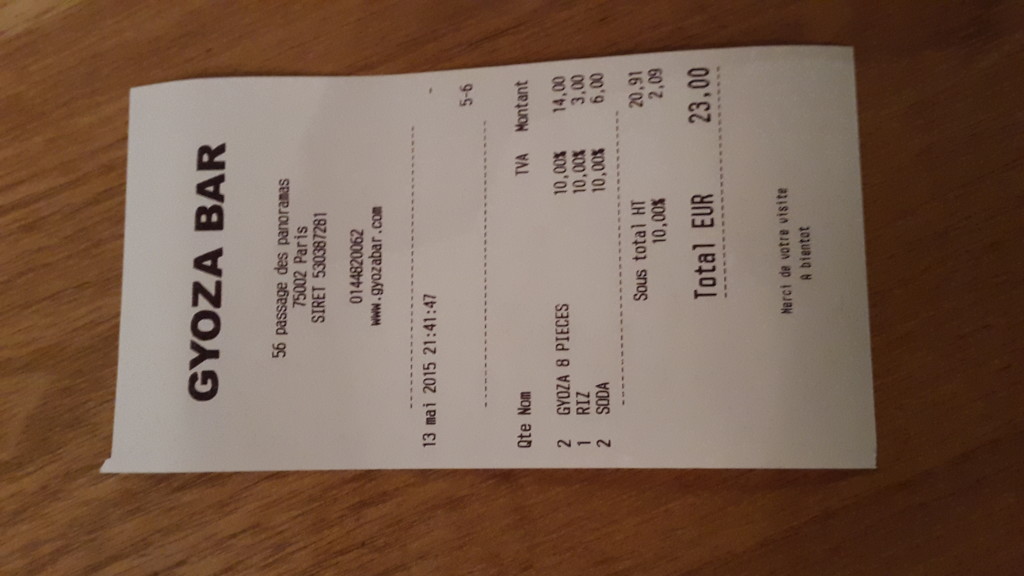 GYOZA BAR
56 passage des panoramas
75002 Paris
SIRET 530387281
0144820062
www.gyozabar.com
13 mai 2015 21:41:47 -
5-6
Qte Nom TVA Montant
2 GYOZA 8 PIECES 10,00% 14,00
1 RIZ 10,00% 3,00
2 SODA 10,00% 6,00
Sous total HT 20,91
10,00% 2,09
Total EUR 23,00
Merci de votre visite
A bientot